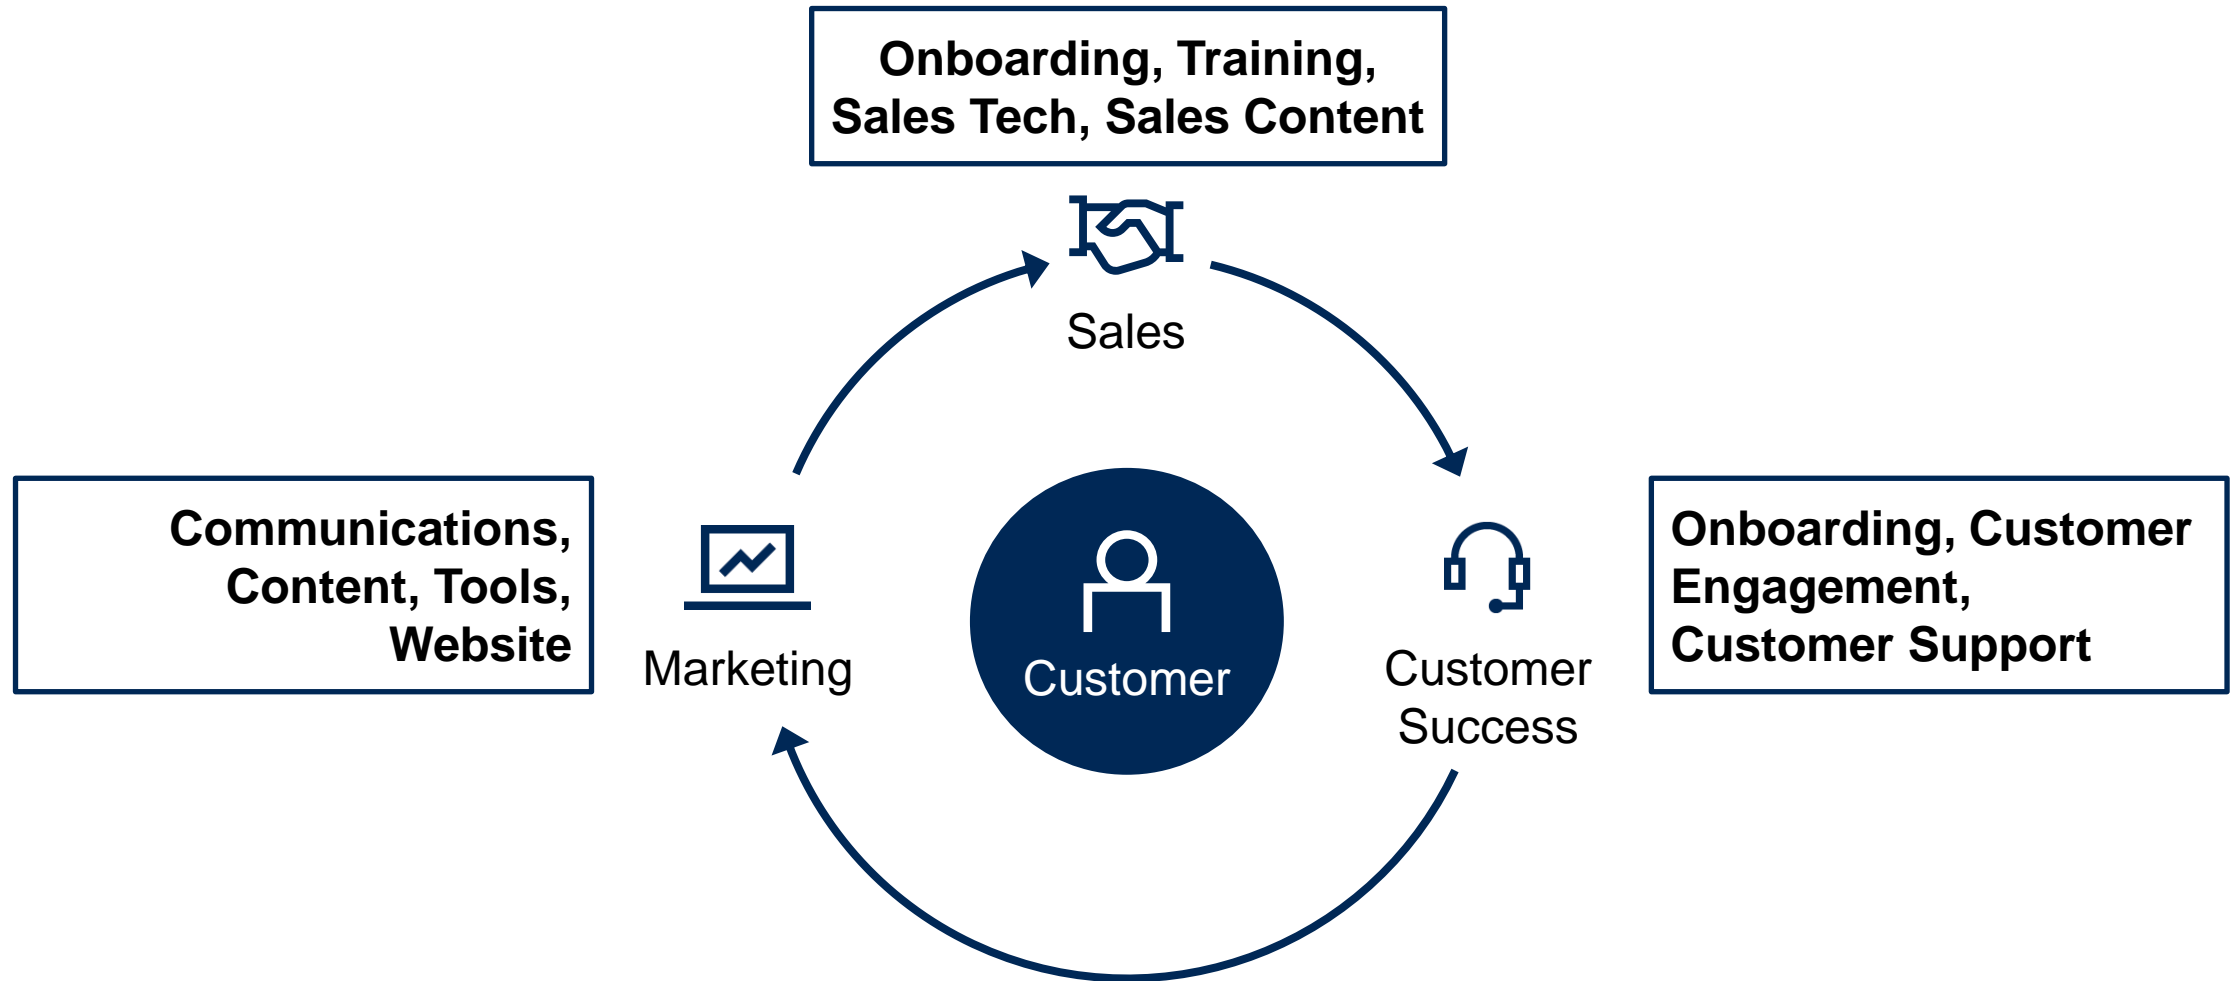 Onboarding, Training,
Sales Tech, Sales Content
Sales
Communications,
Content, Tools,
Website
Marketing
Customer
Customer
Success
Onboarding, Customer
Engagement,
Customer Support